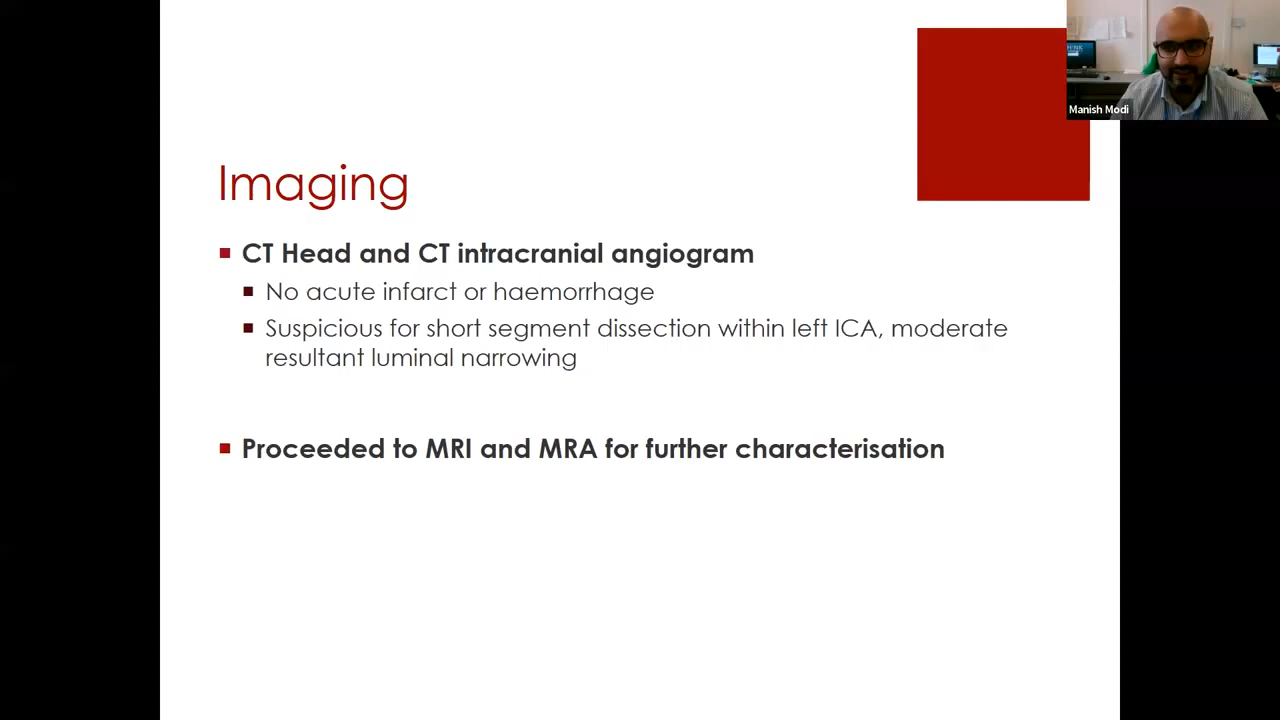 Manish Modi
Imaging
CT Head and CT intracranial angiogram
No acute infarct or haemorrhage
Suspicious for short segment dissection within left ICA, moderate
resultant luminal narrowing
Proceeded to MRI and MRA for further characterisation